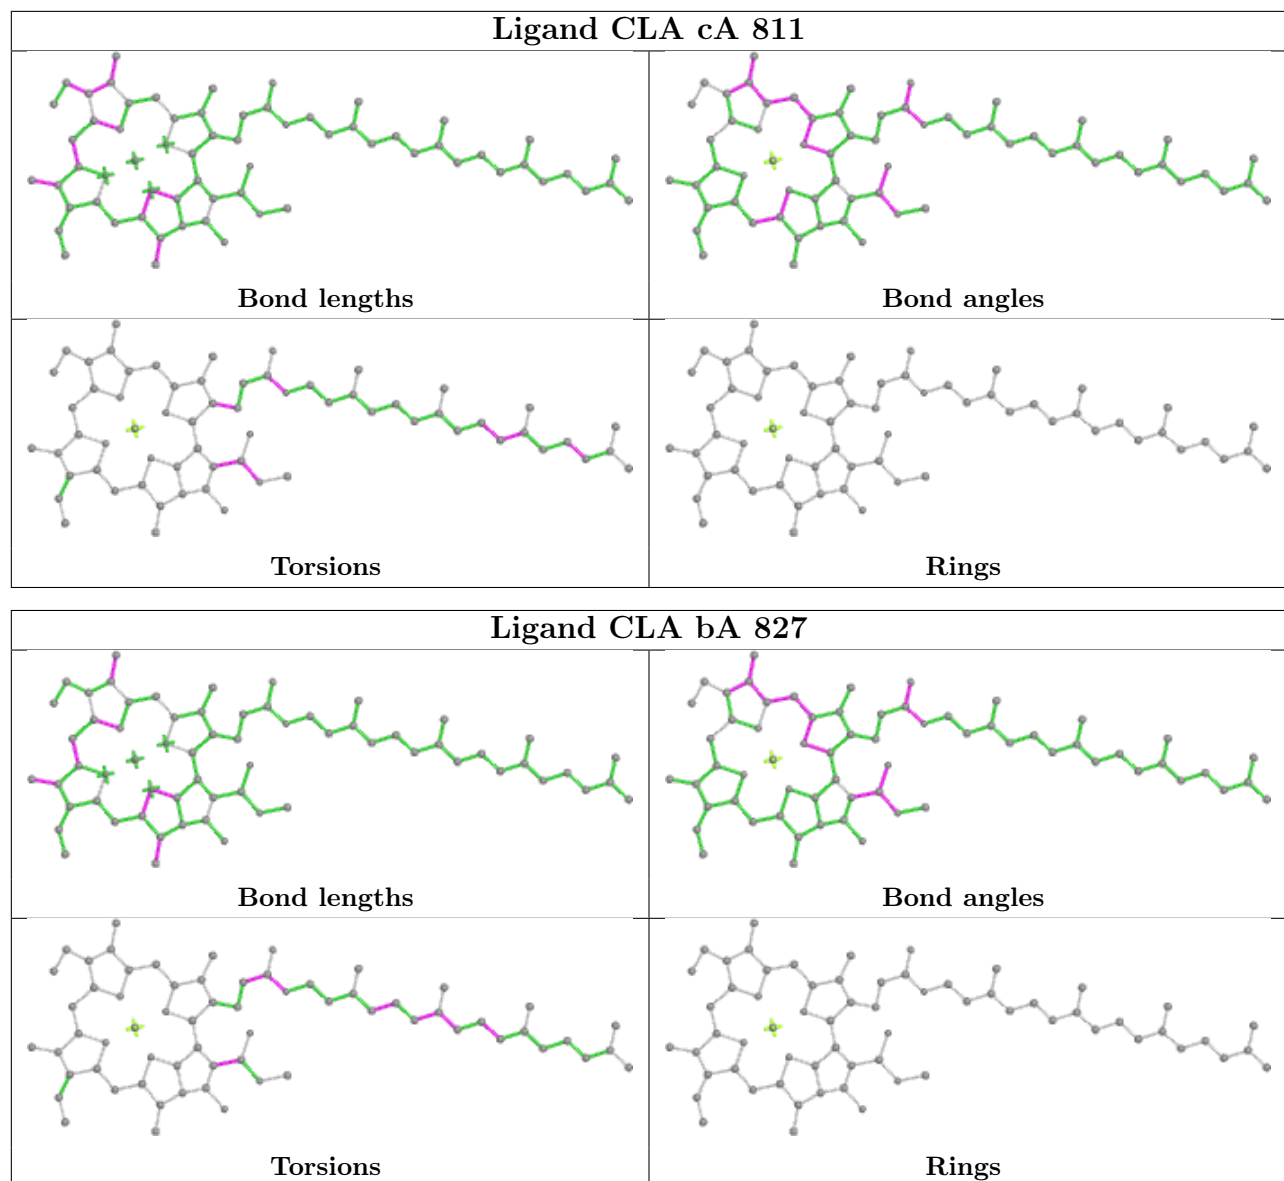 Ligand CLA cA 811
Bond lengths
Bond angles
Torsions
Rings
Ligand CLA bA 827
Bond lengths
Bond angles
Torsions
Rings